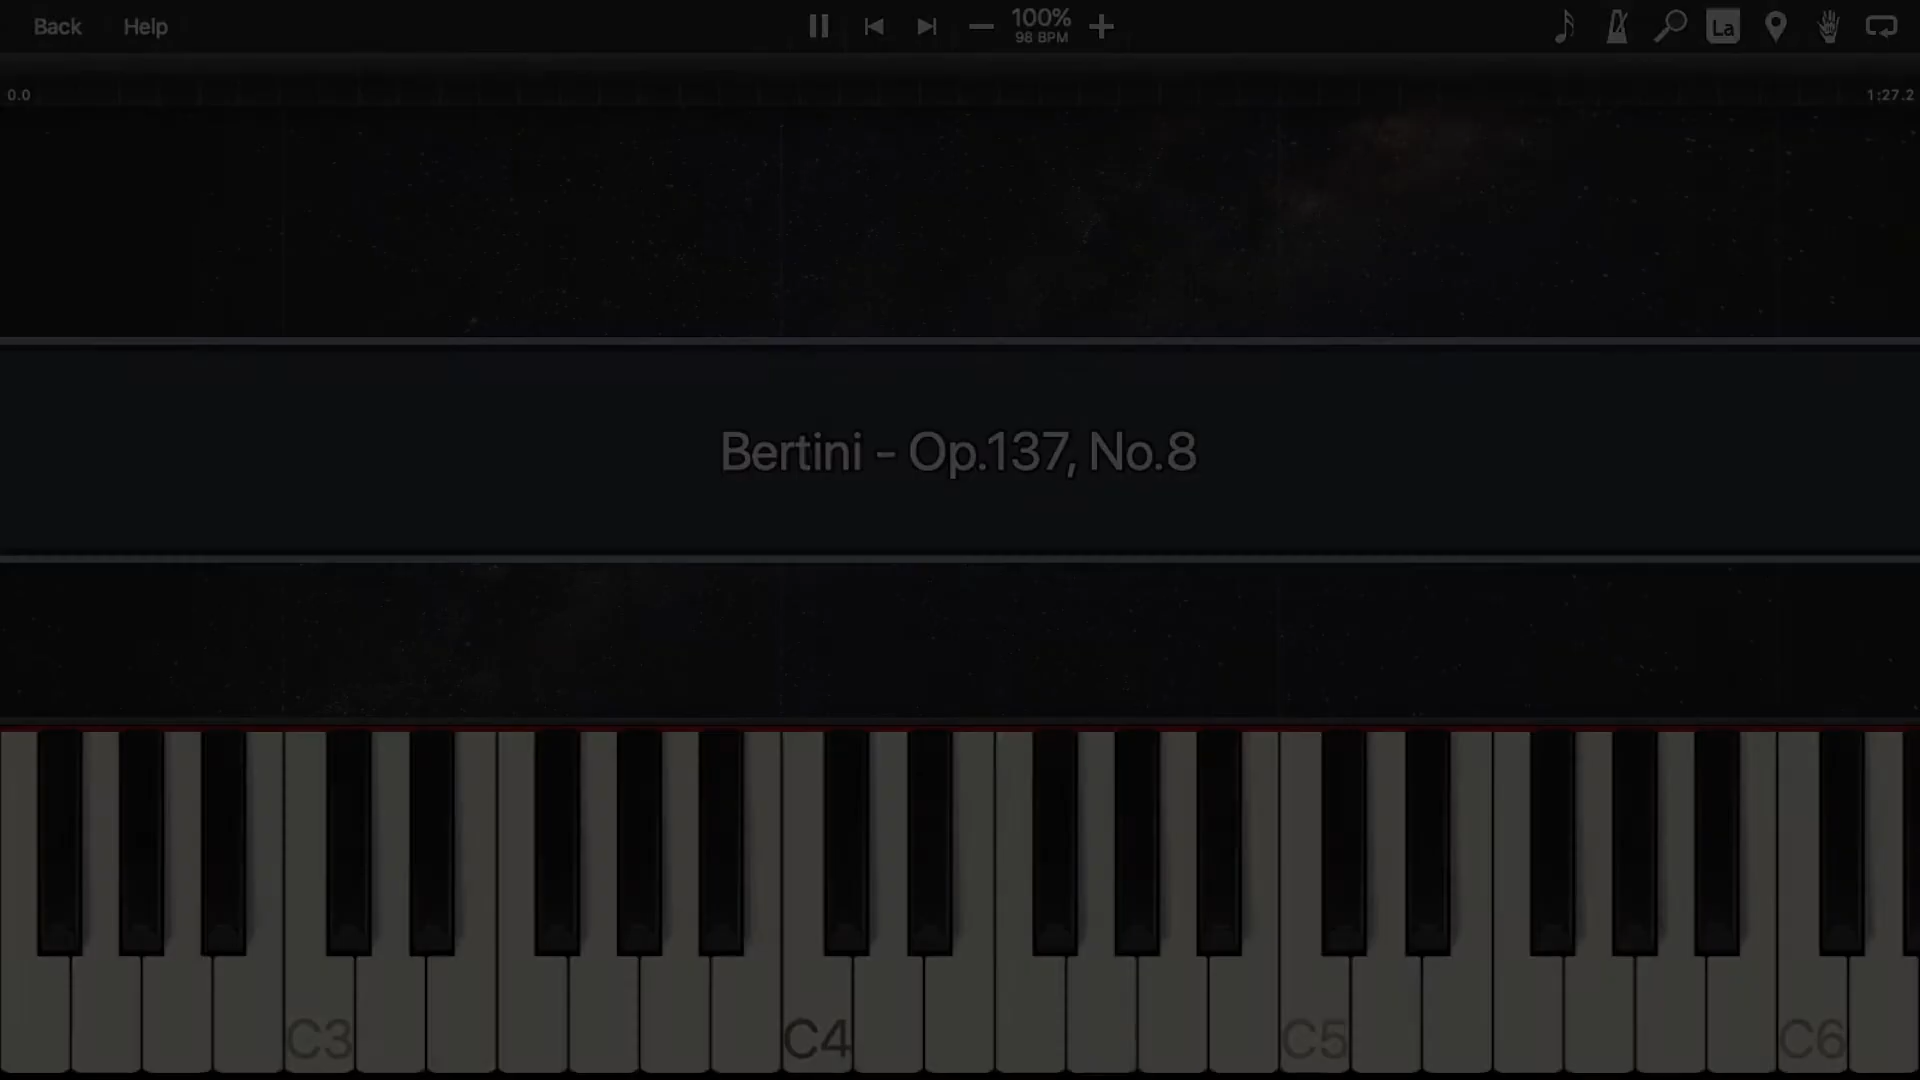 Back Help 100% La
98 BPM
0.0 1:27.2
Bertini - Op.137, No.8
C3 C4 C5 C6